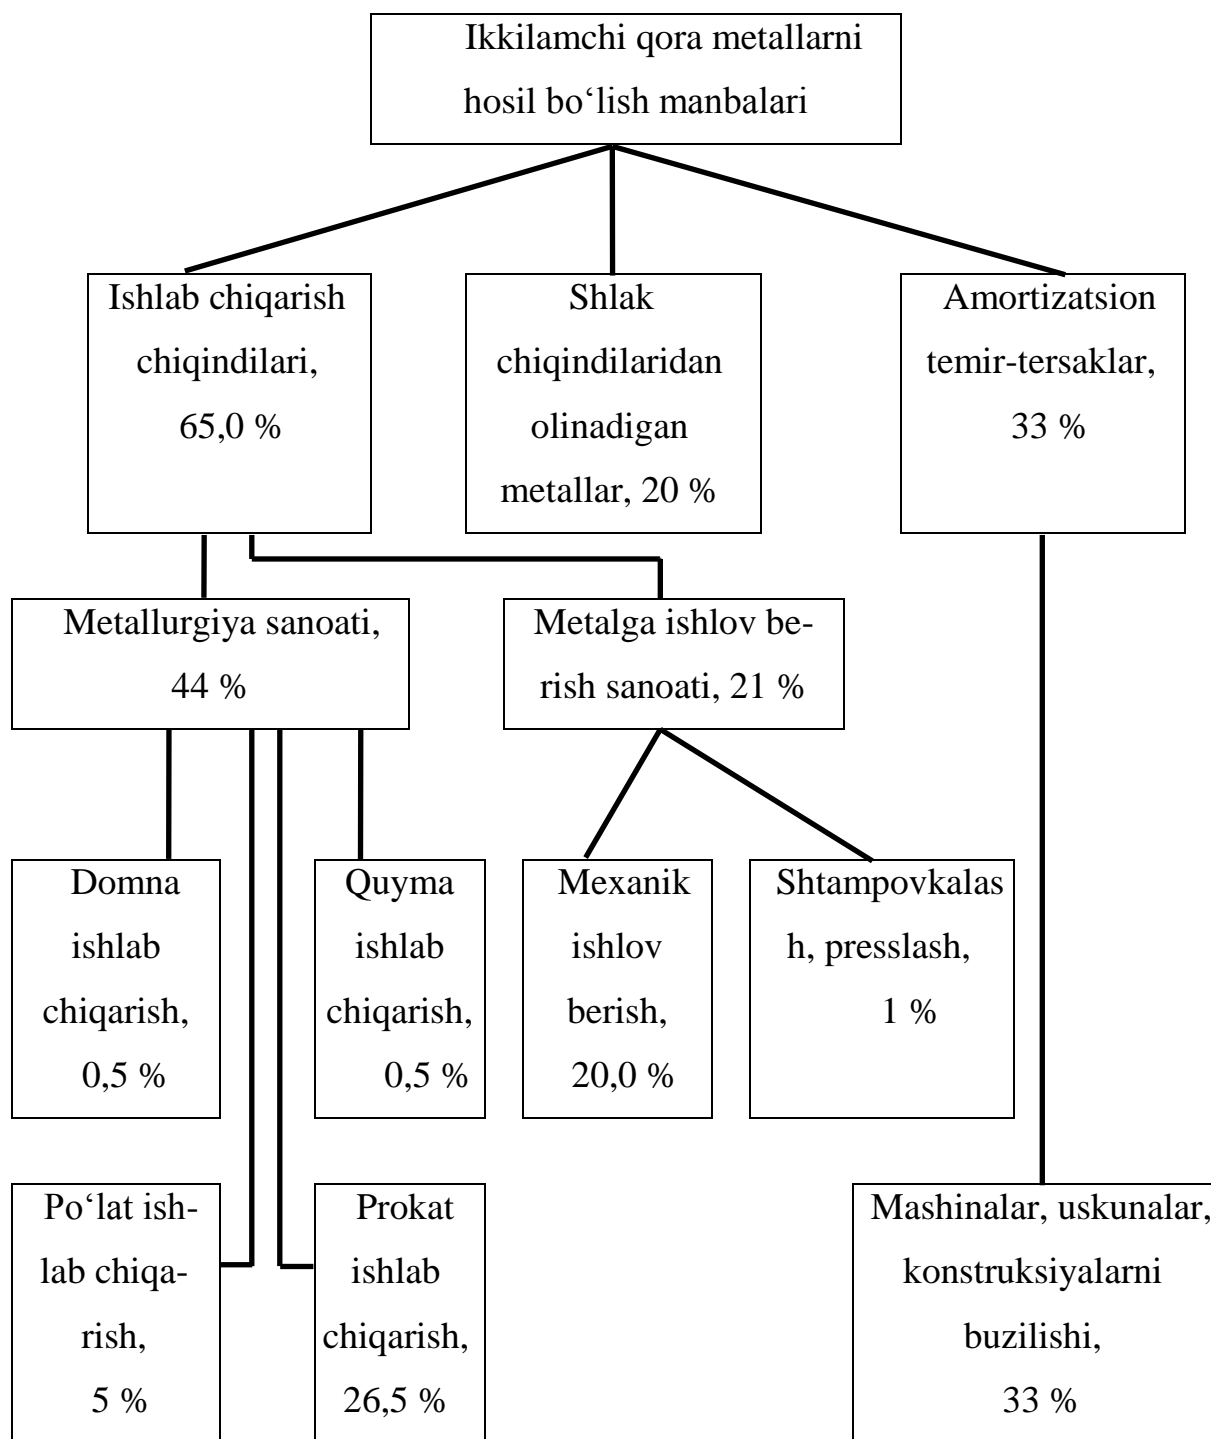 Ikkilamchi qora metallarni
hosil bo‘lish manbalari
Ishlab chiqarish
chiqindilari,
65,0 %
Shlak
chiqindilaridan
olinadigan
metallar, 20 %
Amortizatsion
temir-tersaklar,
33 %
Metallurgiya sanoati,
44 %
Metalga ishlov be-
rish sanoati, 21 %
Domna
ishlab
chiqarish,
0,5 %
Quyma
ishlab
chiqarish,
0,5 %
Mexanik
ishlov
berish,
20,0 %
Shtampovkalas
h, presslash,
1 %
Po‘lat ish-
lab chiqa-
rish,
5 %
Prokat
ishlab
chiqarish,
26,5 %
Mashinalar, uskunalar,
konstruksiyalarni
buzilishi,
33 %